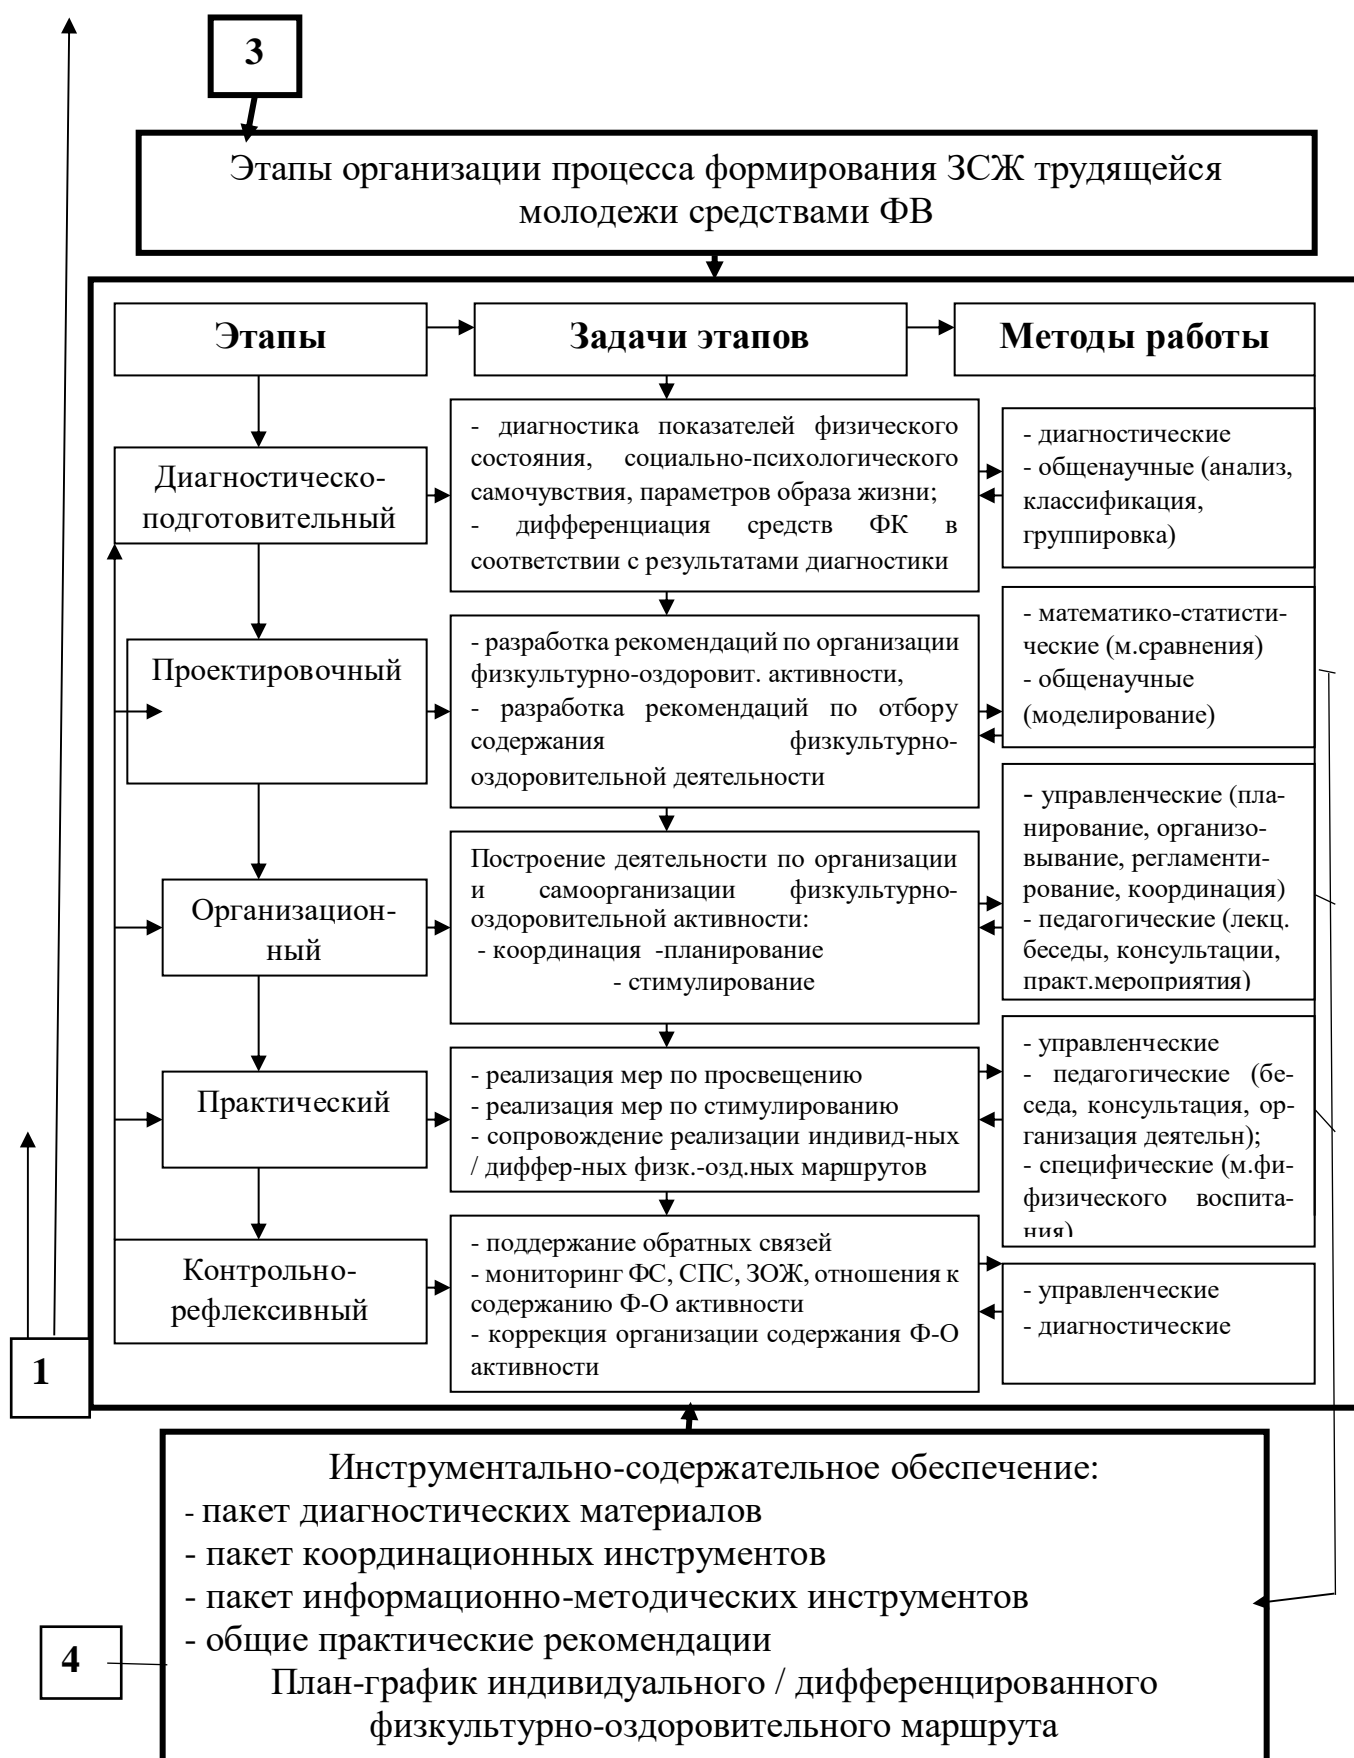 3
Этапы организации процесса формирования ЗСЖ трудящейся
молодежи средствами ФВ
Этапы
Задачи этапов
Методы работы
Диагностическо-
подготовительный
- диагностика показателей физического
состояния, социально-психологического
самочувствия, параметров образа жизни;
- дифференциация средств ФК в
соответствии с результатами диагностики
- диагностические
- общенаучные (анализ,
классификация,
группировка)
Проектировочный
- разработка рекомендаций по организации
физкультурно-оздоровит. активности,
- разработка рекомендаций по отбору
содержания физкультурно-
оздоровительной деятельности
- математико-статисти-
ческие (м.сравнения)
- общенаучные
(моделирование)
Организацион-
ный
Построение деятельности по организации
и самоорганизации физкультурно-
оздоровительной активности:
- координация -планирование
- стимулирование
- управленческие (пла-
нирование, организо-
вывание, регламенти-
рование, координация)
- педагогические (лекц.
беседы, консультации,
практ.мероприятия)
Практический
- реализация мер по просвещению
- реализация мер по стимулированию
- сопровождение реализации индивид-ных
/ диффер-ных физк.-озд.ных маршрутов
- управленческие
- педагогические (бе-
седа, консультация, ор-
ганизация деятельн);
- специфические (м.фи-
физического воспита-
ния)
Контрольно-
рефлексивный
- поддержание обратных связей
- мониторинг ФС, СПС, ЗОЖ, отношения к
содержанию Ф-О активности
- коррекция организации содержания Ф-О
активности
- управленческие
- диагностические
1
Инструментально-содержательное обеспечение:
- пакет диагностических материалов
- пакет координационных инструментов
- пакет информационно-методических инструментов
- общие практические рекомендации
План-график индивидуального / дифференцированного
физкультурно-оздоровительного маршрута
4